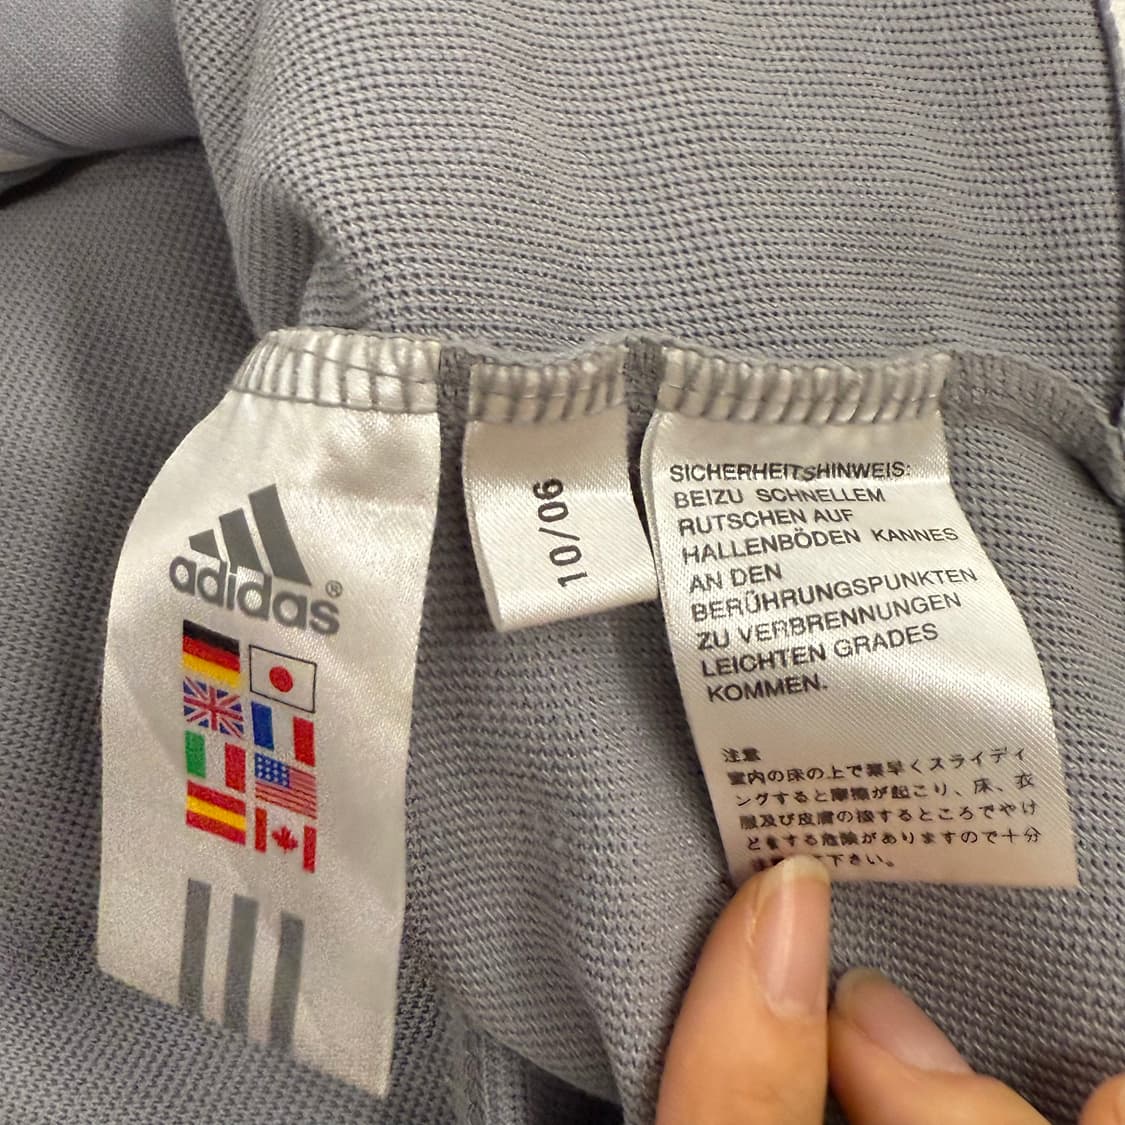 adidas®
10/06
SICHERHEITSHINWEIS:
BEIZU SCHNELLEM
RUTSCHEN AUF
HALLENBÖDEN KANNES
AN DEN
BERÜHRUNGSPUNKTEN
ZU VERBRENNUNGEN
LEICHTEN GRADES
KOMMEN.
注意
室内の床の上で素早くスライディ
ングすると摩擦が起こり、床、衣
服及び皮膚の接するところでやけ
どをする危険がありますので十分
下さい。